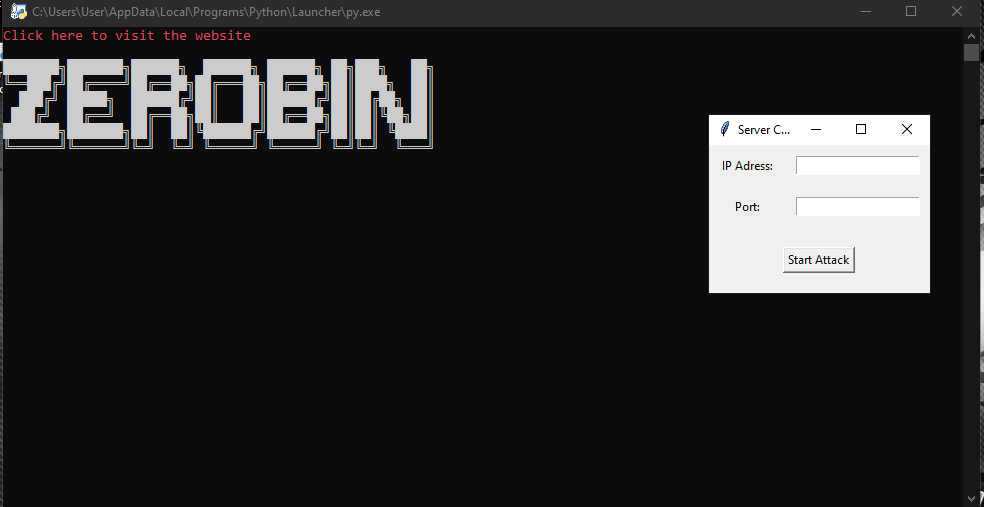 C:\Users\User\AppData\Local\Programs\Python\Launcher\py.exe
Click here to visit the website
ZEROBIN
Server C...
IP Adress:
Port:
Start Attack